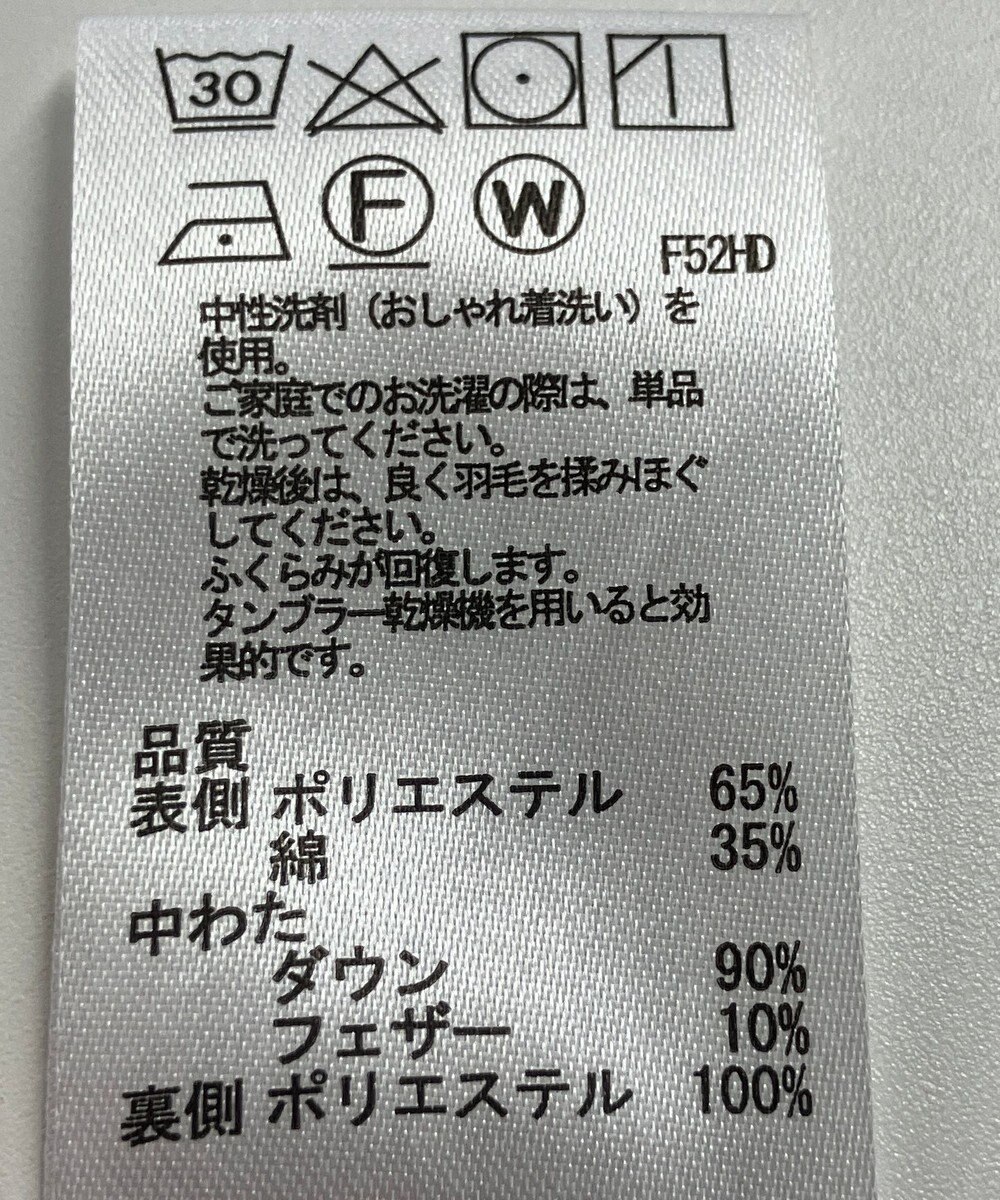 30
F W
F52HD
中性洗剤（おしゃれ着洗い）を
使用。
ご家庭でのお洗濯の際は、単品
で洗ってください。
乾燥後は、良く羽毛を揉みほぐ
してください。
ふくらみが回復します。
タンブラー乾燥機を用いると効
果的です。
品質
表側 ポリエステル 65%
綿 35%
中わた
ダウン 90%
フェザー 10%
裏側 ポリエステル 100%